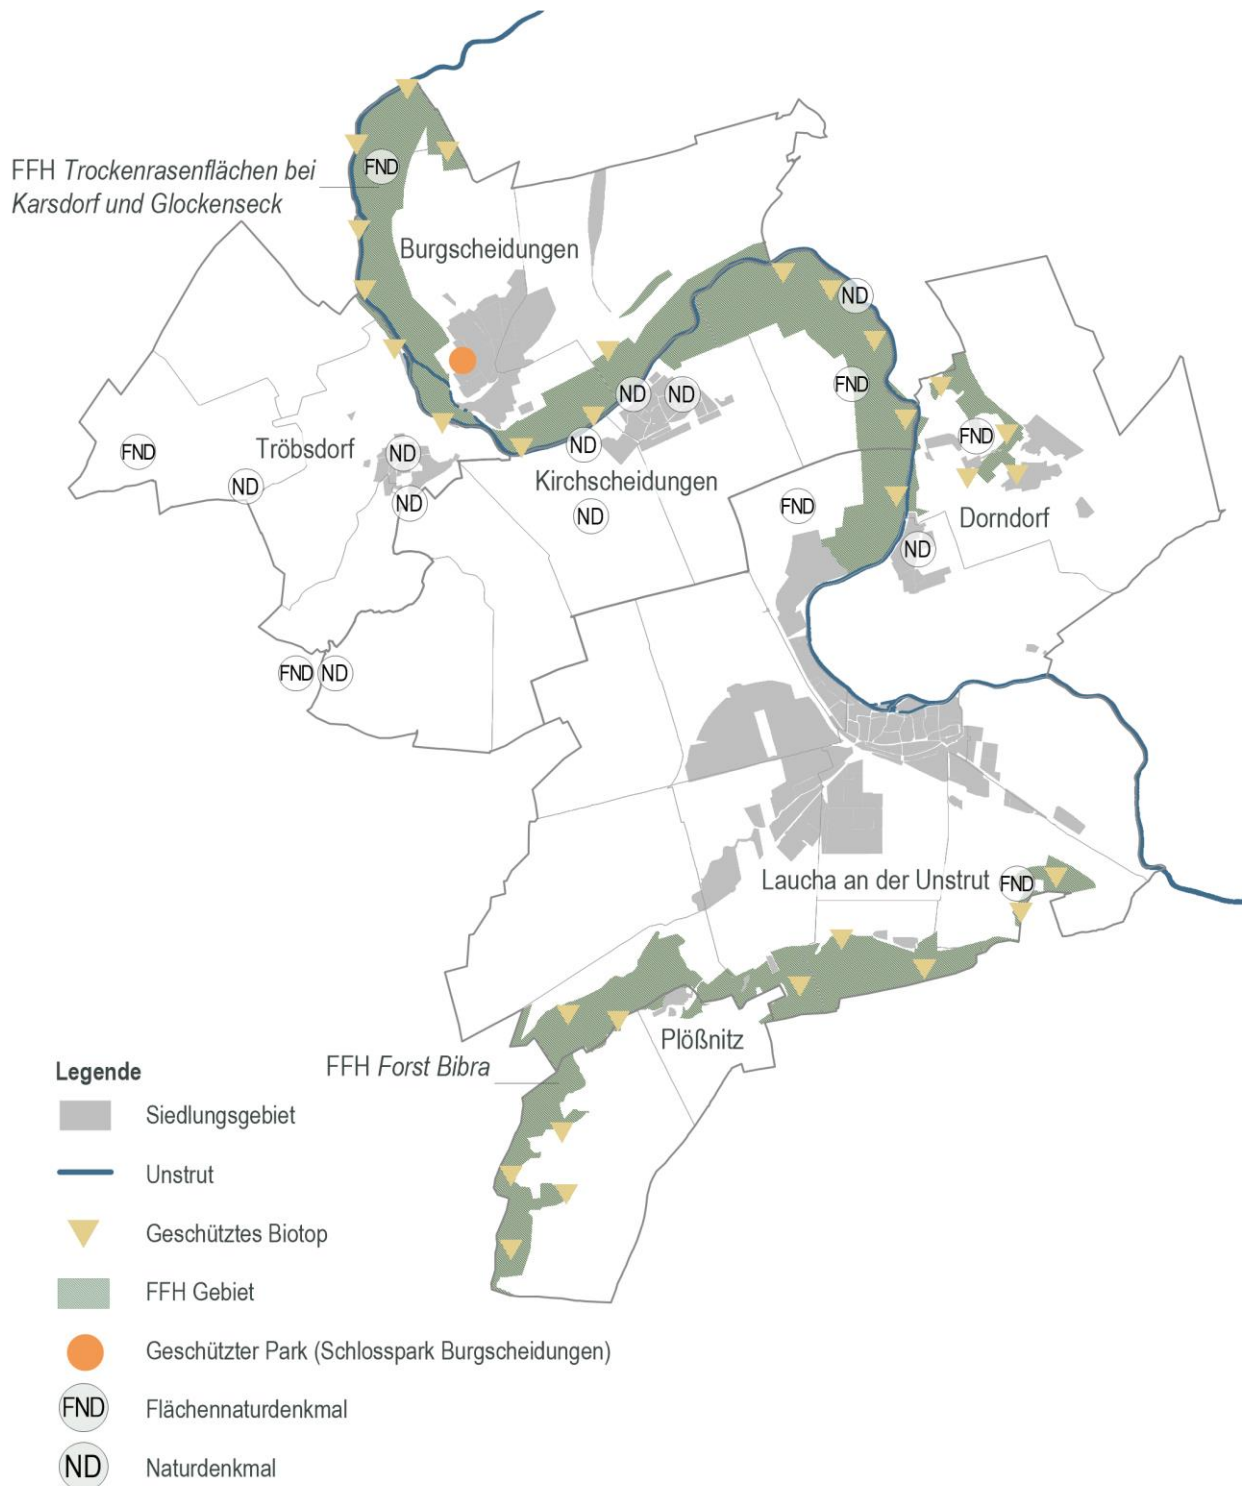 FND
FFH Trockenrasenflächen bei
Karsdorf und Glockenseck
Burgscheidungen
ND
FND
ND
ND
FND
Tröbsdorf
ND
ND
FND
ND
Kirchscheidungen
ND
ND
ND
FND
Dorndorf
ND
FND
ND
Laucha an der Unstrut
FND
Plößnitz
FFH Forst Bibra
Legende
Siedlungsgebiet
Unstrut
Geschütztes Biotop
FFH Gebiet
Geschützter Park (Schlosspark Burgscheidungen)
FND
Flächennaturdenkmal
ND
Naturdenkmal